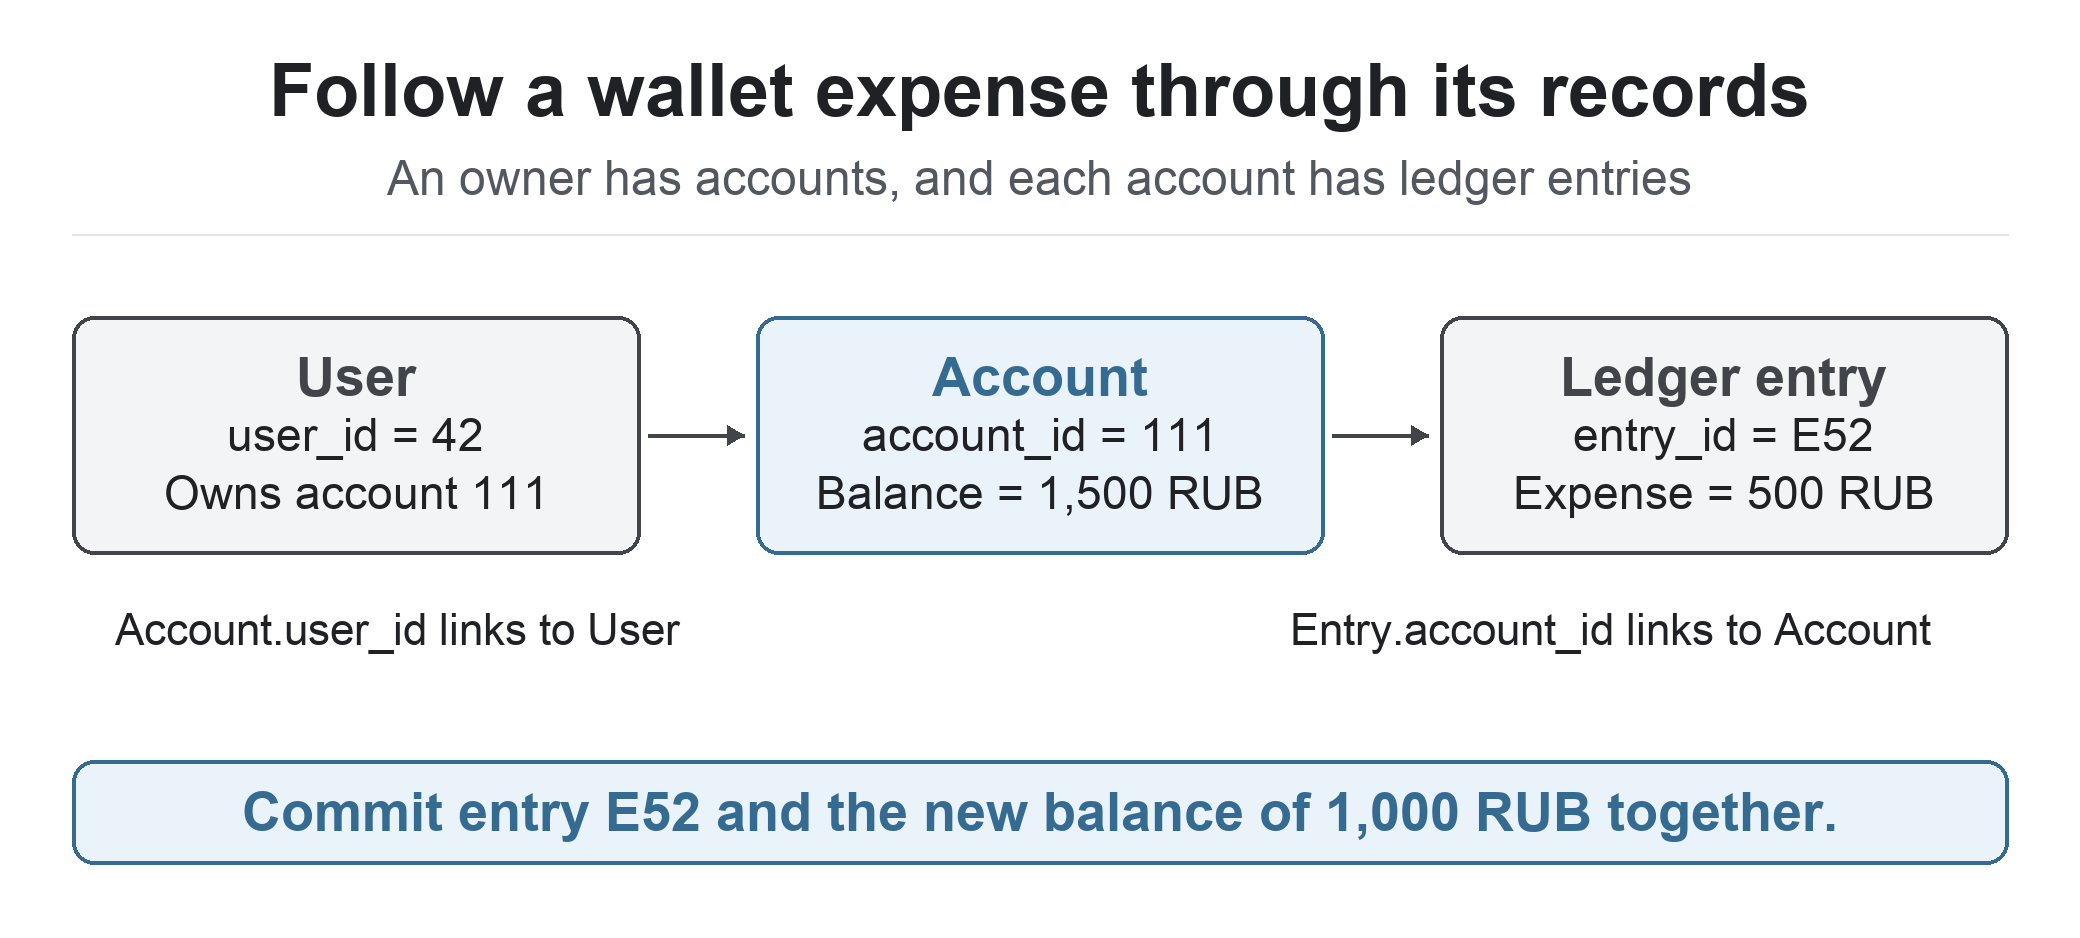 Follow a wallet expense through its records
An owner has accounts, and each account has ledger entries
User
user_id = 42
Owns account 111
Account
account_id = 111
Balance = 1,500 RUB
Ledger entry
entry_id = E52
Expense = 500 RUB
Account.user_id links to User
Entry.account_id links to Account
Commit entry E52 and the new balance of 1,000 RUB together.